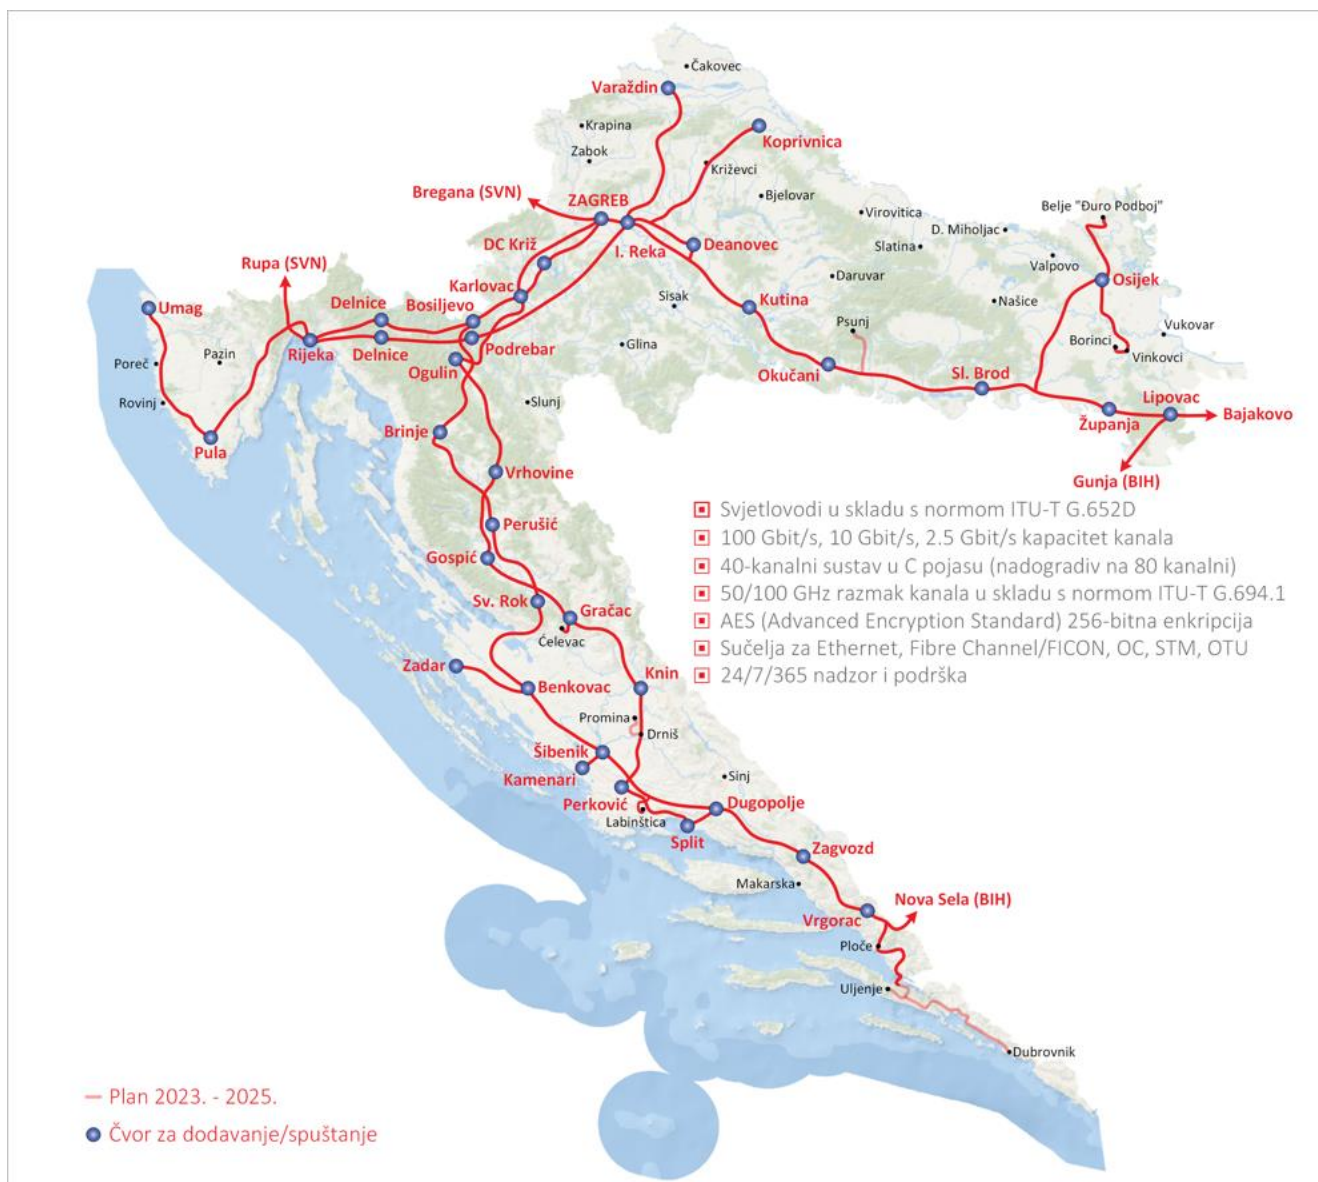 Čakovec
Varaždin
Krapina
Koprivnica
Zabok
Križevci
Bregana (SVN)
ZAGREB
Bjelovar
Virovitica
Belje "Đuro Podboj"
D. Miholjac
DC Križ
I. Reka
Deanovec
Slatina
Valpovo
Rupa (SVN)
Karlovac
Daruvar
Osijek
Umag
Delnice
Bosiljevo
Sisak
Kutina
Našice
Psunj
Vukovar
Rijeka
Delnice
Podrebar
Glina
Borinci
Vinkovci
Poreč
Pazin
Ogulin
Okučani
Sl. Brod
Rovinj
Slunj
Lipovac
Bajakovo
Županja
Brinje
Pula
Vrhovine
Gunja (BIH)
Svjetlovodi u skladu s normom ITU-T G.652D
100 Gbit/s, 10 Gbit/s, 2.5 Gbit/s kapacitet kanala
40-kanalni sustav u C pojasu (nadogradiv na 80 kanalni)
50/100 GHz razmak kanala u skladu s normom ITU-T G.694.1
AES (Advanced Encryption Standard) 256-bitna enkripcija
Sučelja za Ethernet, Fibre Channel/FICON, OC, STM, OTU
24/7/365 nadzor i podrška
Perušić
Gospić
Sv. Rok
Gračac
Ćelevac
Zadar
Benkovac
Knin
Promina
Drniš
Šibenik
Kamenari
Sinj
Perković
Dugopolje
Labinštica
Split
Zagvozd
Makarska
Nova Sela (BIH)
Vrgorac
Ploče
Uljenje
Dubrovnik
Plan 2023. - 2025.
Čvor za dodavanje/spuštanje